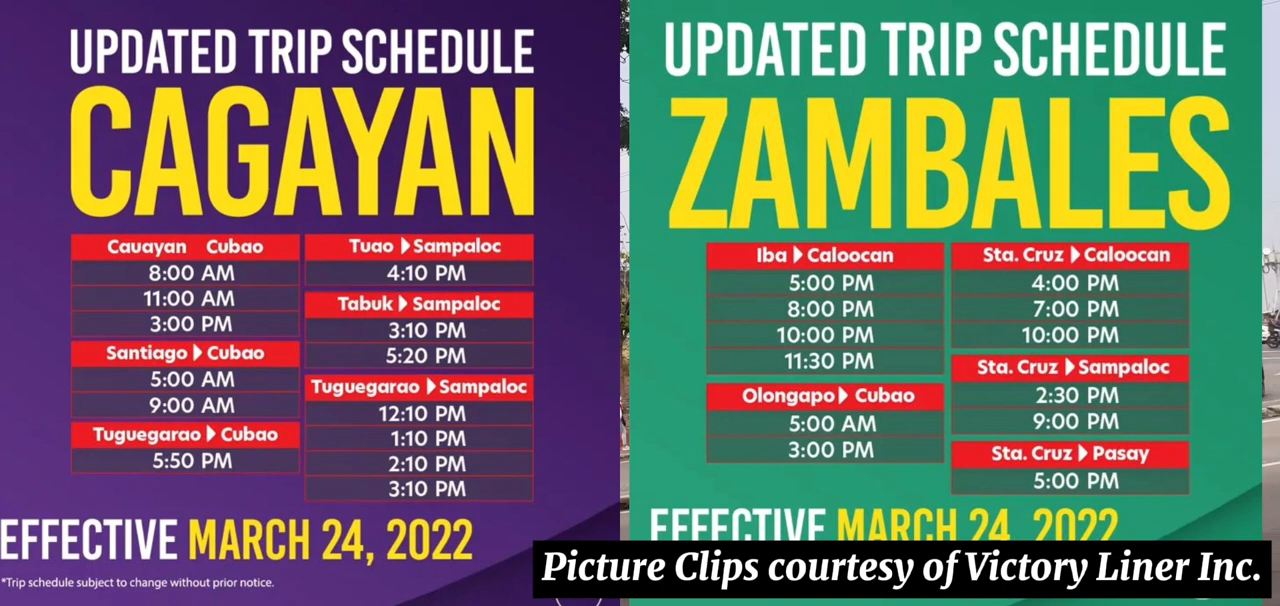 UPDATED TRIP SCHEDULE
CAGAYAN
Cauayan Cubao
8:00 AM
11:00 AM
3:00 PM
Santiago Cubao
5:00 AM
9:00 AM
Tuguegarao Cubao
5:50 PM
Tuao Sampaloc
4:10 PM
Tabuk Sampaloc
3:10 PM
5:20 PM
Tuguegarao Sampaloc
12:10 PM
1:10 PM
2:10 PM
3:10 PM
EFFECTIVE MARCH 24, 2022
*Trip schedule subject to change without prior notice.
UPDATED TRIP SCHEDULE
ZAMBALES
Iba Caloocan
5:00 PM
8:00 PM
10:00 PM
11:30 PM
Olongapo Cubao
5:00 AM
3:00 PM
Sta. Cruz Caloocan
4:00 PM
7:00 PM
10:00 PM
Sta. Cruz Sampaloc
2:30 PM
9:00 PM
Sta. Cruz Pasay
5:00 PM
EFFECTIVE MARCH 24, 2022
Picture Clips courtesy of Victory Liner Inc.